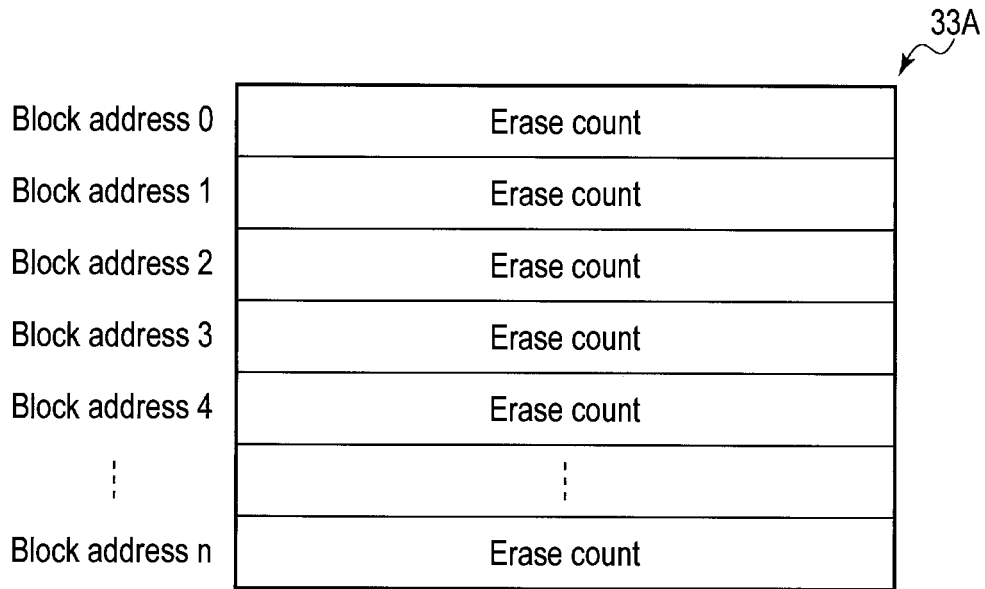 33A
Block address 0 Erase count
Block address 1 Erase count
Block address 2 Erase count
Block address 3 Erase count
Block address 4 Erase count
Block address n Erase count